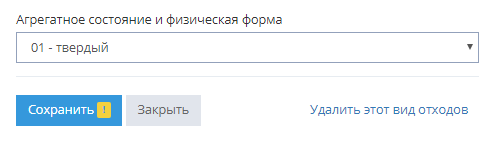 Агрегатное состояние и физическая форма
01 - твердый
Сохранить ! Закрыть Удалить этот вид отходов